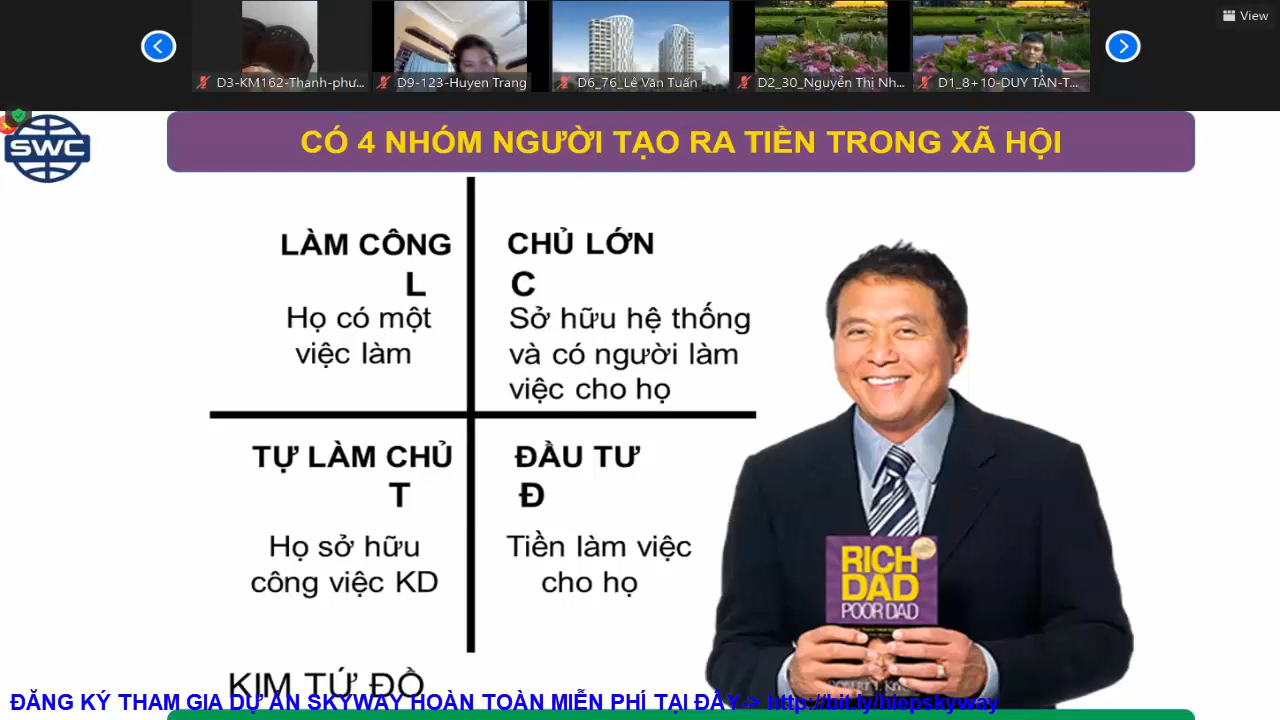 View
D3-KM162-Thanh-phư...
D9-123-Huyen Trang
D6_76_Lê Văn Tuấn
D2_30_Nguyễn Thị Nh...
D1_8+10-DUY TÂN-T...
SWC
CÓ 4 NHÓM NGƯỜI TẠO RA TIỀN TRONG XÃ HỘI
LÀM CÔNG
L
Họ có một
việc làm
CHỦ LỚN
C
Sở hữu hệ thống
và có người làm
việc cho họ
TỰ LÀM CHỦ
T
Họ sở hữu
công việc KD
ĐẦU TƯ
Đ
Tiền làm việc
cho họ
RICH
DAD
POOR DAD
KIM TỨ ĐỒ
ĐĂNG KÝ THAM GIA DỰ ÁN SKYWAY HOÀN TOÀN MIỄN PHÍ TẠI ĐÂY-> http://bit.ly/hiepskyway